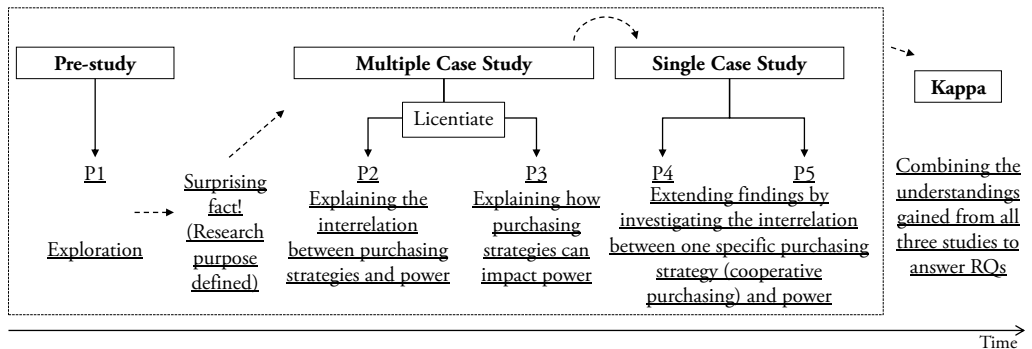 Pre-study
Multiple Case Study
Single Case Study
Kappa
Licentiate
P1
Exploration
Surprising
fact!
(Research
purpose
defined)
P2
Explaining the
interrelation
between purchasing
strategies and power
P3
Explaining how
purchasing
strategies can
impact power
P4
P5
Extending findings by
investigating the interrelation
between one specific purchasing
strategy (cooperative
purchasing) and power
Combining the
understandings
gained from all
three studies to
answer RQs
Time